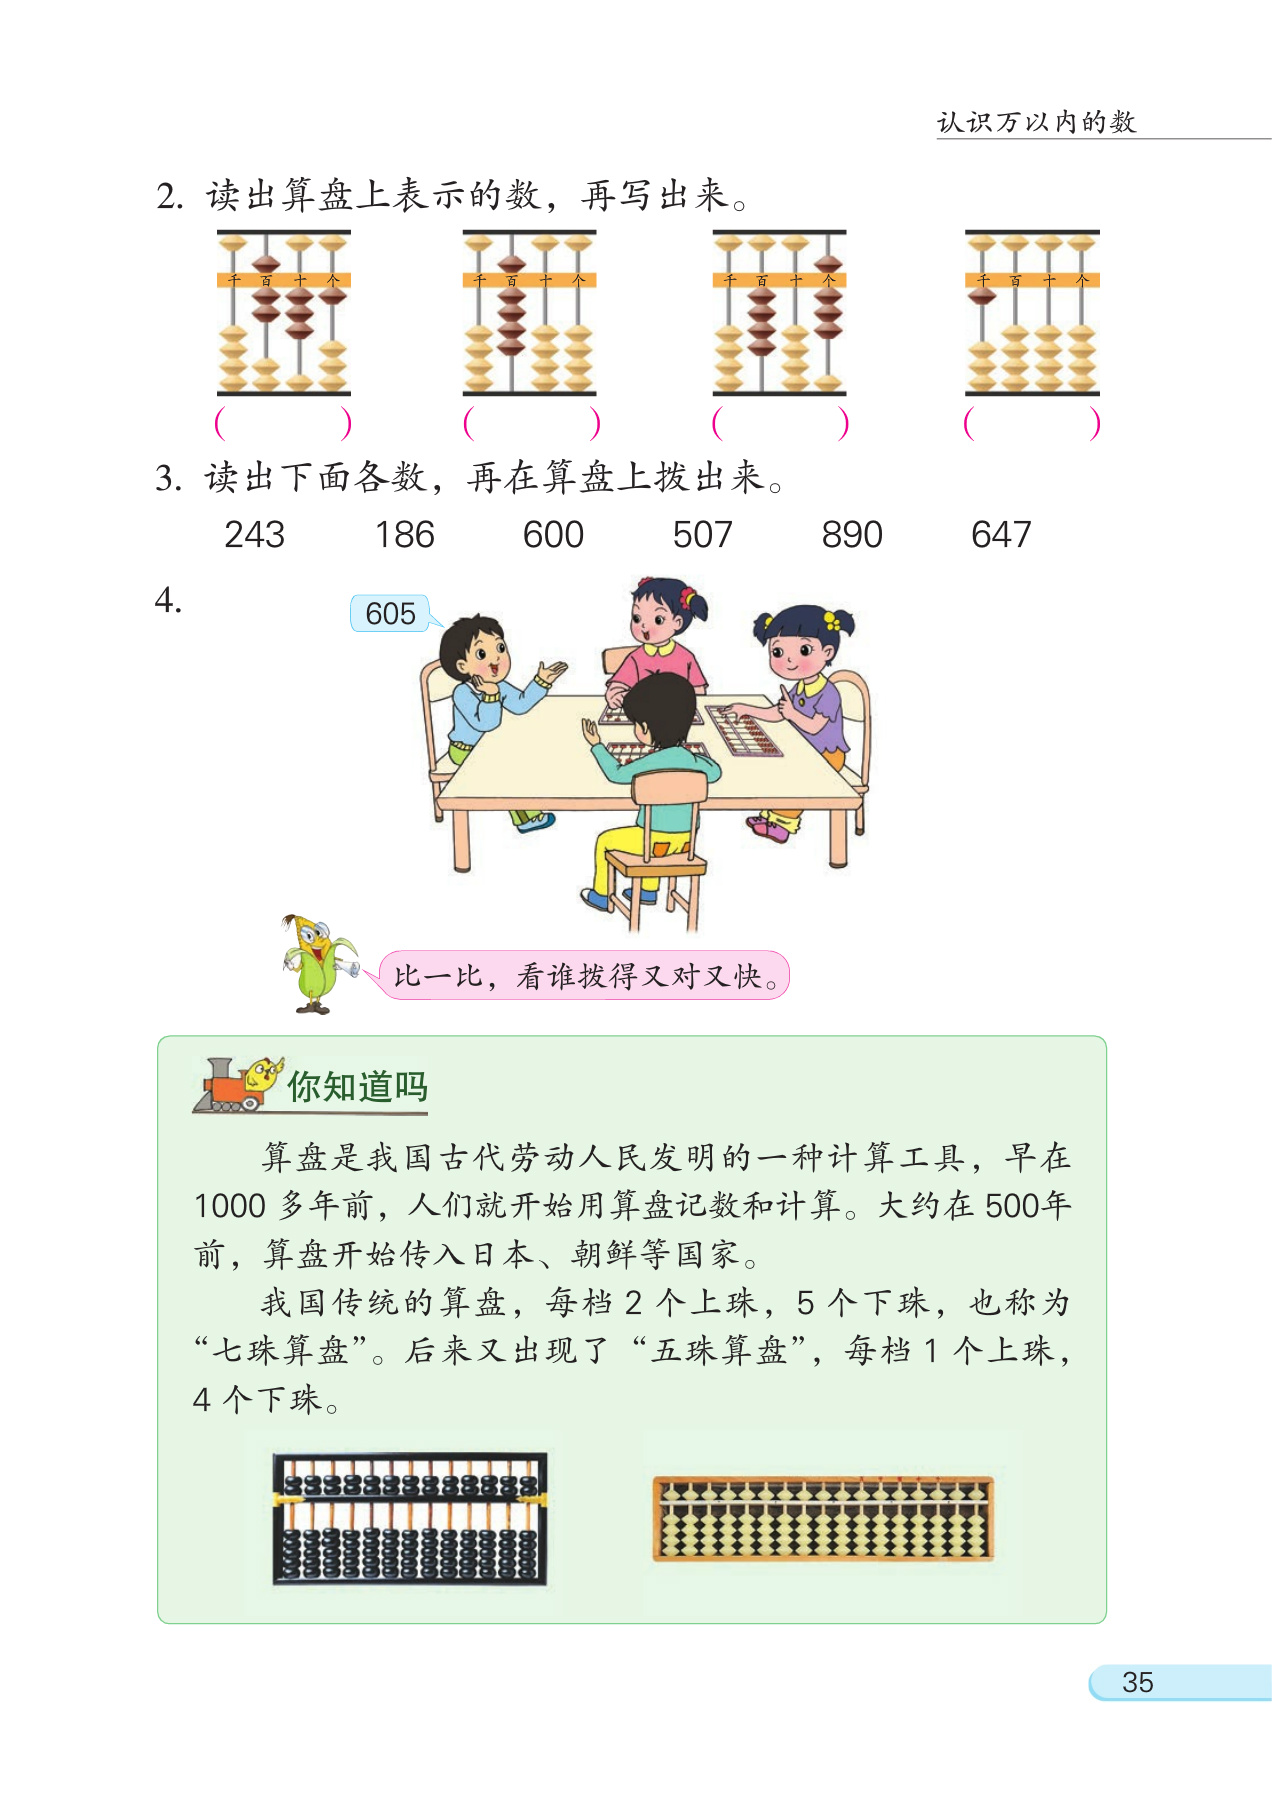 认识万以内的数
2. 读出算盘上表示的数，再写出来。
千 百 十 个 千 百 十 个 千 百 十 个 千 百 十 个
( ) ( ) ( ) ( )
3. 读出下面各数，再在算盘上拨出来。
243 186 600 507 890 647
4.
605
比一比，看谁拨得又对又快。
你知道吗
算盘是我国古代劳动人民发明的一种计算工具，早在
1000 多年前，人们就开始用算盘记数和计算。大约在 500年
前，算盘开始传入日本、朝鲜等国家。
我国传统的算盘，每档 2 个上珠，5 个下珠，也称为
“七珠算盘”。后来又出现了“五珠算盘”，每档 1 个上珠，
4 个下珠。
35